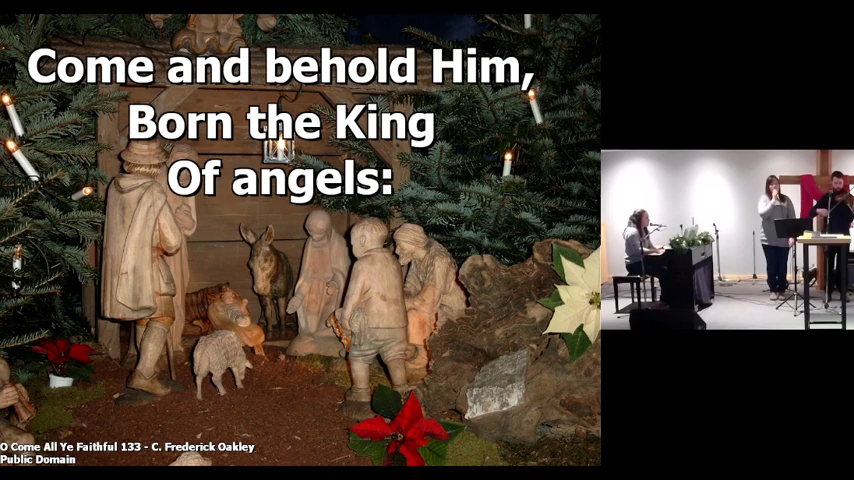 Come and behold Him,
Born the King
Of angels:
O Come All Ye Faithful 133 - C. Frederick Oakley
Public Domain